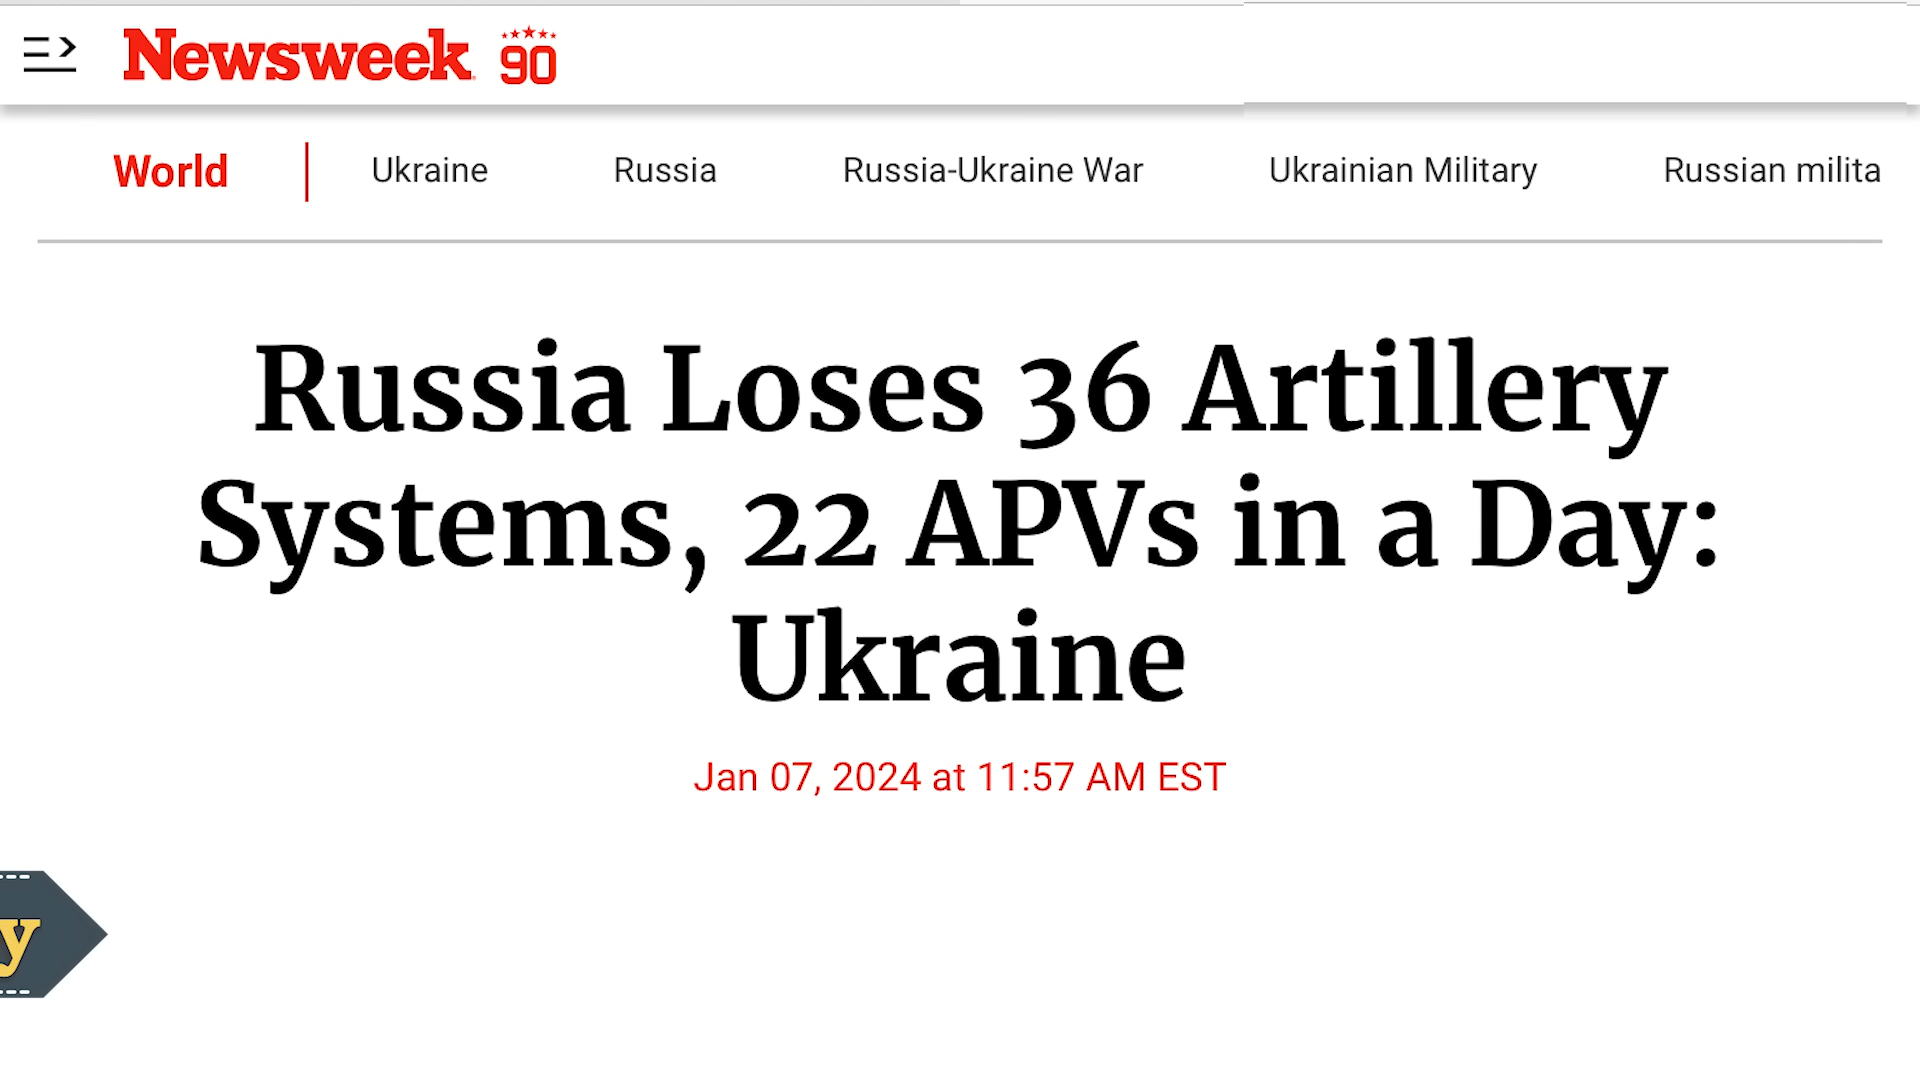 Newsweek 90
World Ukraine Russia Russia-Ukraine War Ukrainian Military Russian milita
Russia Loses 36 Artillery
Systems, 22 APVs in a Day:
Ukraine
Jan 07, 2024 at 11:57 AM EST
y